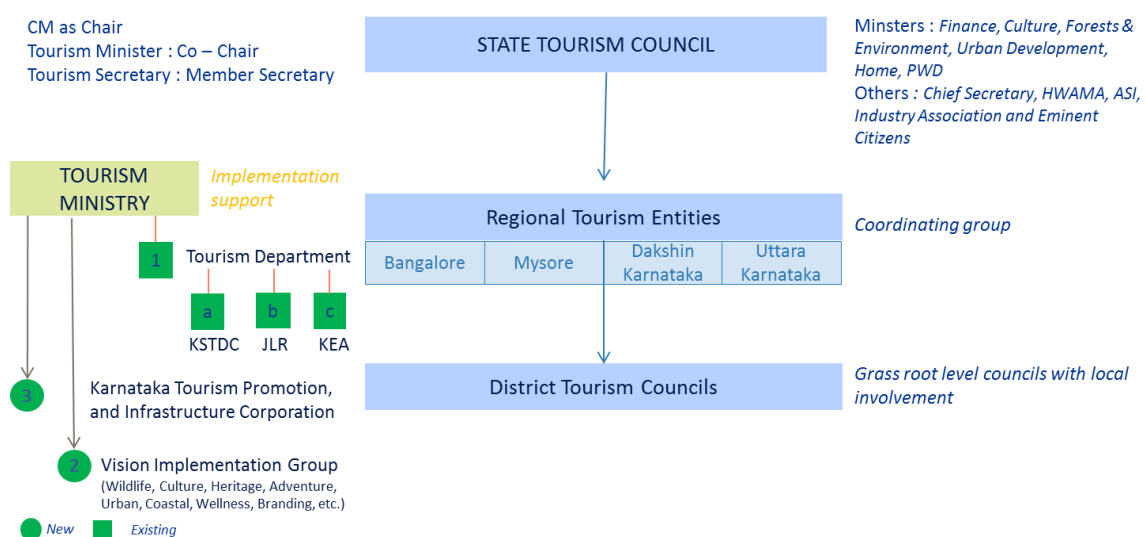 CM as Chair
Tourism Minister : Co – Chair
Tourism Secretary : Member Secretary
STATE TOURISM COUNCIL
Minsters : Finance, Culture, Forests &
Environment, Urban Development,
Home, PWD
Others : Chief Secretary, HWAMA, ASI,
Industry Association and Eminent
Citizens
TOURISM
MINISTRY
Implementation
support
Regional Tourism Entities
Coordinating group
Bangalore
Mysore
Dakshin
Karnataka
Uttara
Karnataka
1
Tourism Department
a
b
c
KSTDC
JLR
KEA
District Tourism Councils
Grass root level councils with local
involvement
3
Karnataka Tourism Promotion,
and Infrastructure Corporation
2
Vision Implementation Group
(Wildlife, Culture, Heritage, Adventure,
Urban, Coastal, Wellness, Branding, etc.)
New
Existing